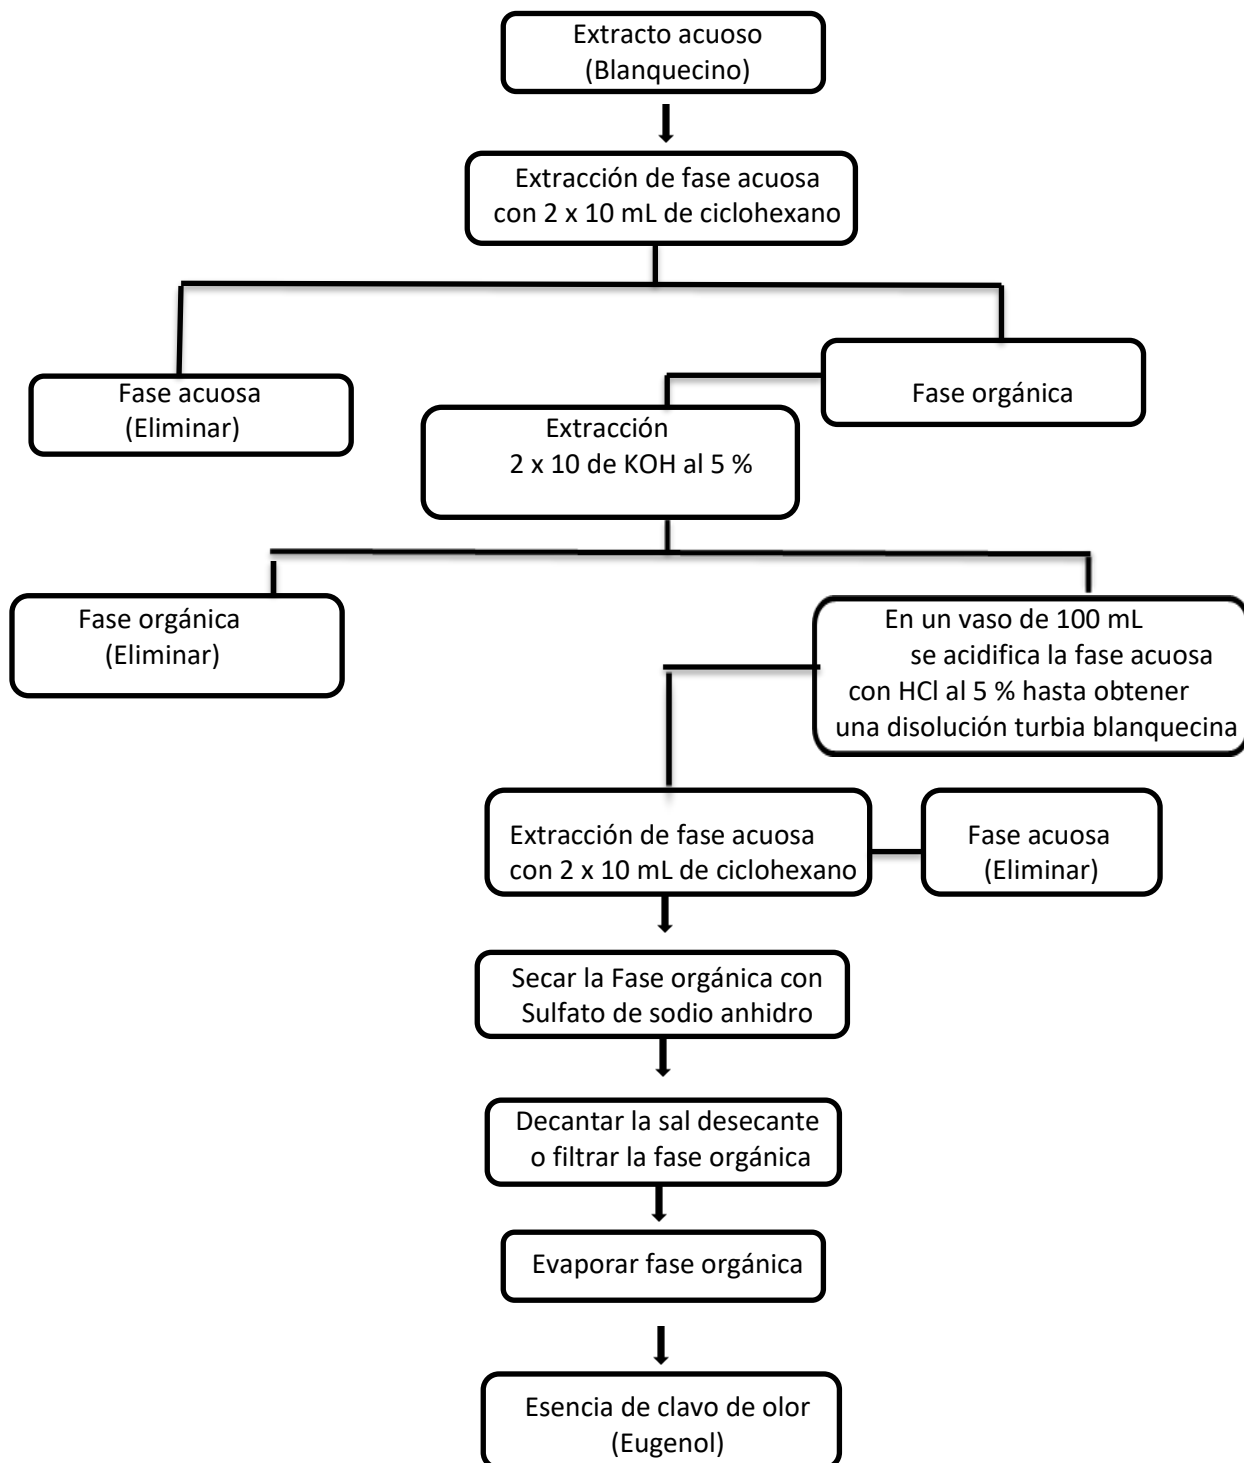 Extracto acuoso
(Blanquecino)
Extracción de fase acuosa
con 2 x 10 mL de ciclohexano
Fase acuosa
(Eliminar)
Fase orgánica
Extracción
2 x 10 de KOH al 5 %
Fase orgánica
(Eliminar)
En un vaso de 100 mL
se acidifica la fase acuosa
con HCl al 5 % hasta obtener
una disolución turbia blanquecina
Extracción de fase acuosa
con 2 x 10 mL de ciclohexano
Fase acuosa
(Eliminar)
Secar la Fase orgánica con
Sulfato de sodio anhidro
Decantar la sal desecante
o filtrar la fase orgánica
Evaporar fase orgánica
Esencia de clavo de olor
(Eugenol)